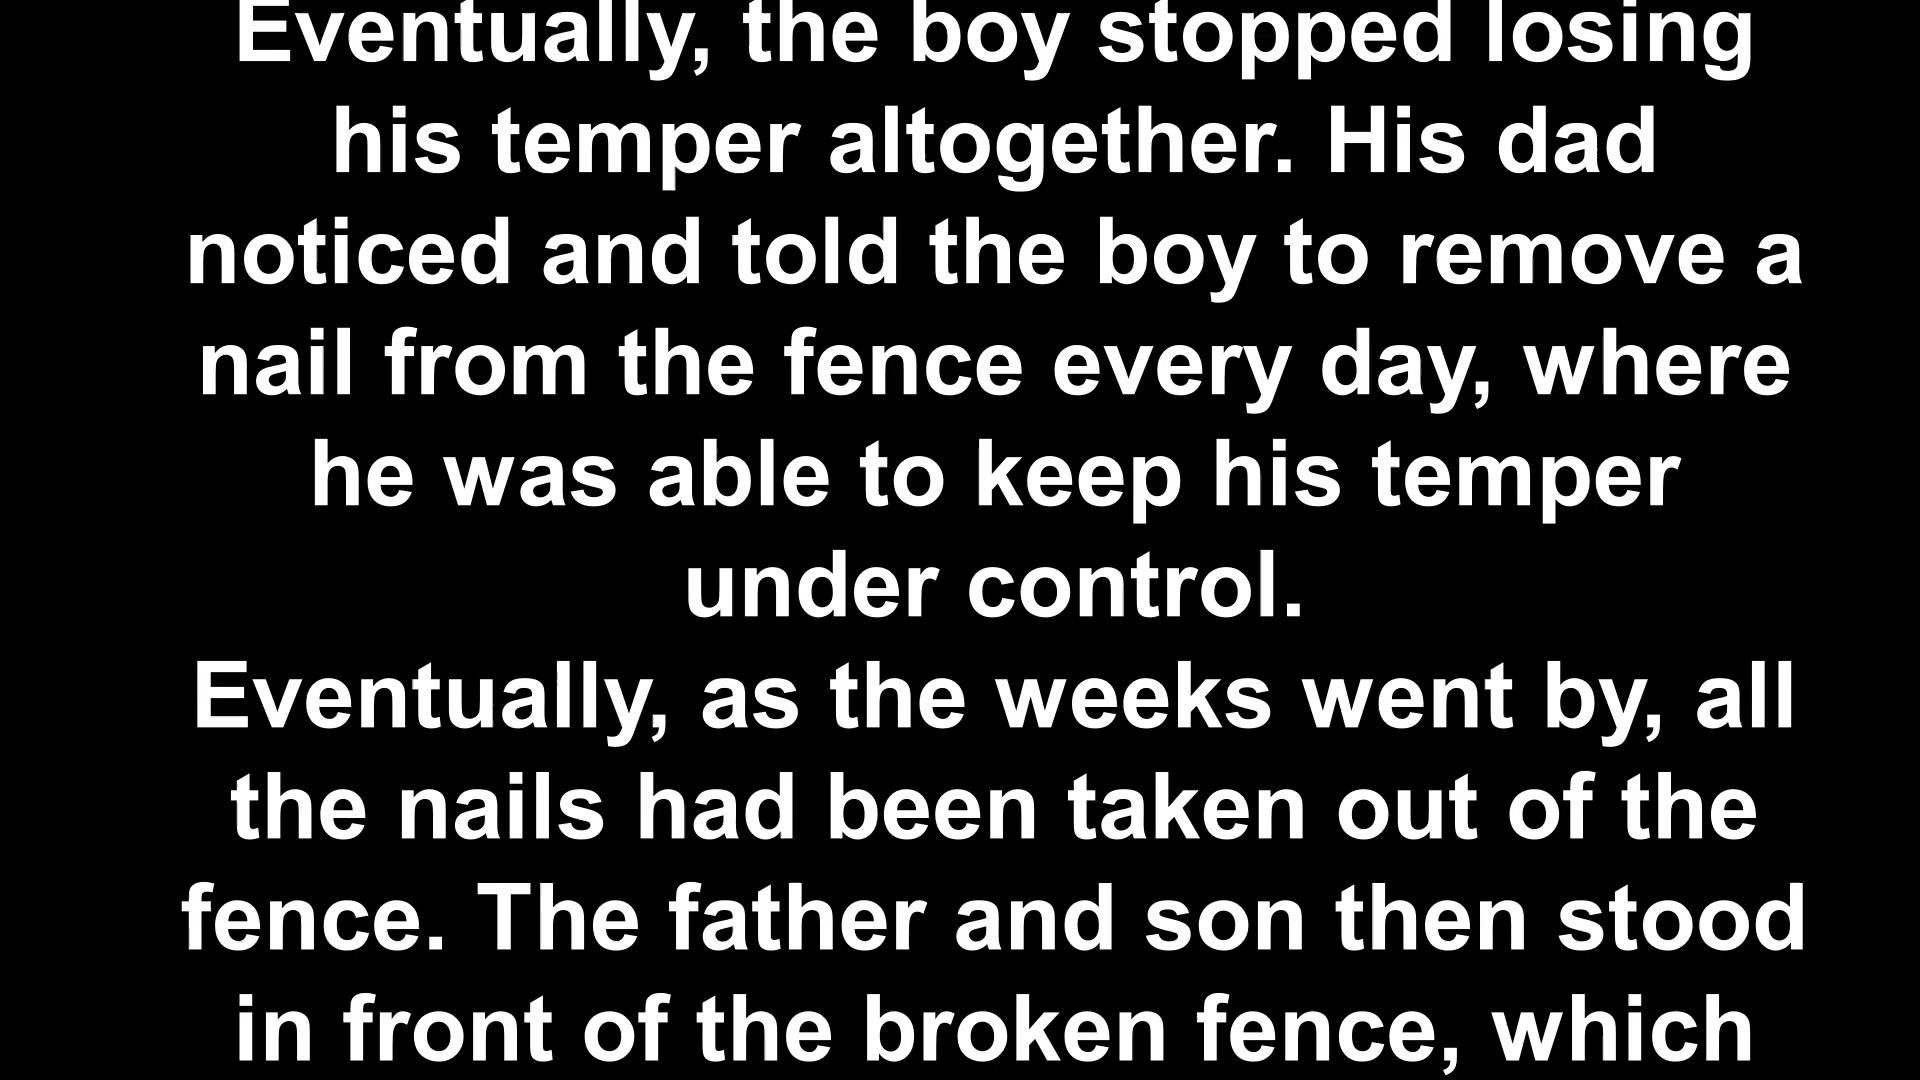 Eventually, the boy stopped losing
his temper altogether. His dad
noticed and told the boy to remove a
nail from the fence every day, where
he was able to keep his temper
under control.
Eventually, as the weeks went by, all
the nails had been taken out of the
fence. The father and son then stood
in front of the broken fence, which